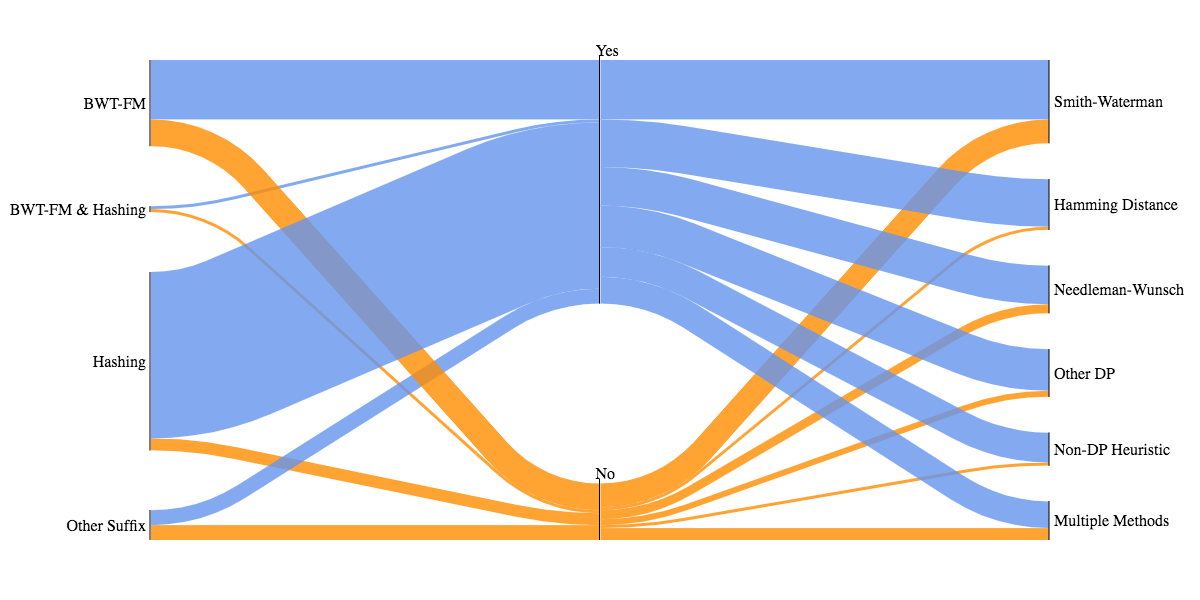 Yes
BWT-FM
Smith-Waterman
Hamming Distance
BWT-FM & Hashing
Needleman-Wunsch
Hashing
Other DP
Non-DP Heuristic
No
Multiple Methods
Other Suffix